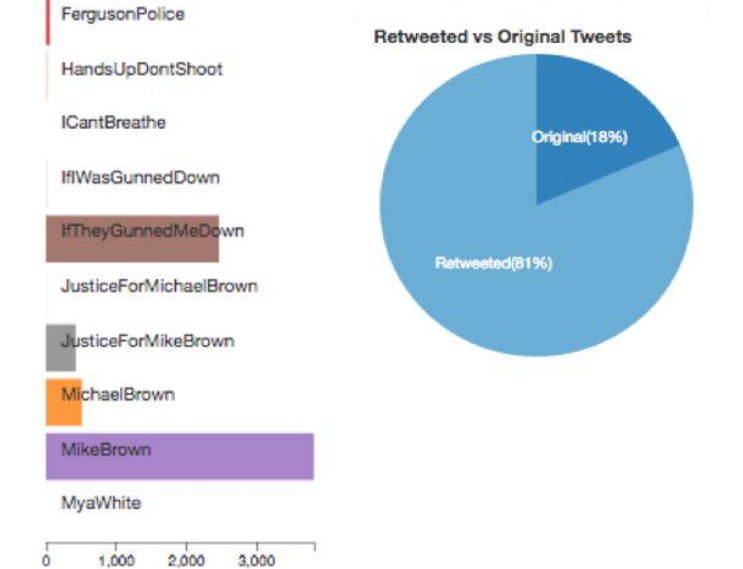 FergusonPolice
HandsUpDontShoot
ICantBreathe
IfIWasGunnedDown
IfTheyGunnedMeDown
JusticeForMichaelBrown
JusticeForMikeBrown
MichaelBrown
MikeBrown
MyaWhite
0 1,000 2,000 3,000
Retweeted vs Original Tweets
Original(18%)
Retweeted(81%)